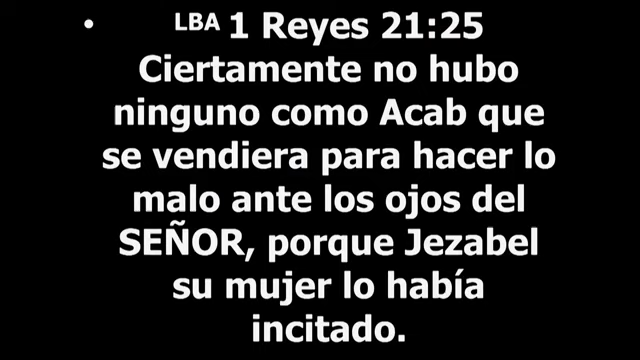 • LBA 1 Reyes 21:25
Ciertamente no hubo
ninguno como Acab que
se vendiera para hacer lo
malo ante los ojos del
SEÑOR, porque Jezabel
su mujer lo había
incitado.